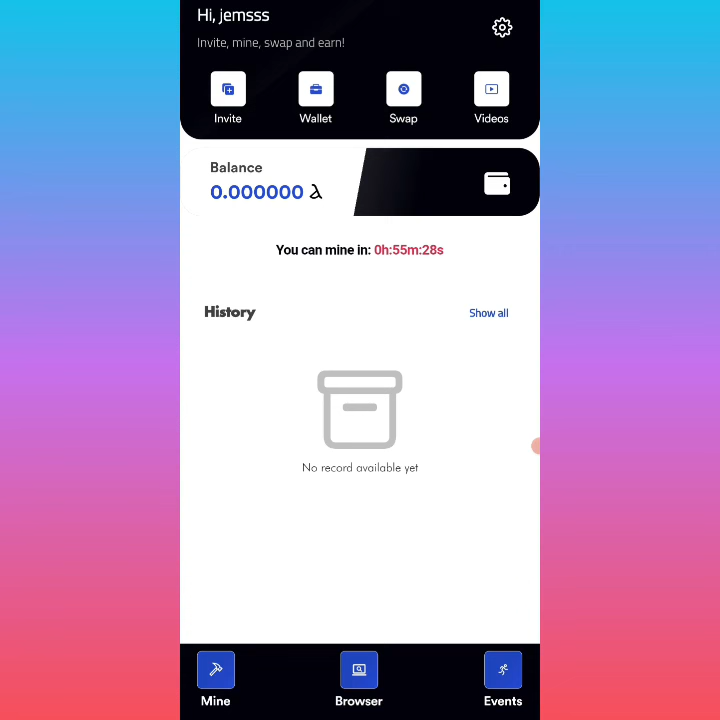 Hi, jemsss
Invite, mine, swap and earn!
Invite Wallet Swap Videos
Balance
0.000000
You can mine in: 0h:55m:28s
History Show all
No record available yet
Mine Browser Events